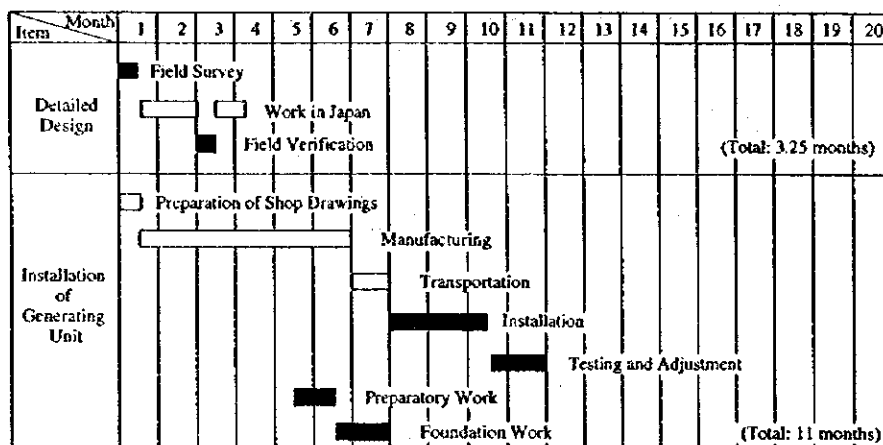 Month
Item
1 2 3 4 5 6 7 8 9 10 11 12 13 14 15 16 17 18 19 20
Detailed
Design
Field Survey
Work in Japan
Field Verification
(Total: 3.25 months)
Installation
of
Generating
Unit
Preparation of Shop Drawings
Manufacturing
Transportation
Installation
Testing and Adjustment
Preparatory Work
Foundation Work
(Total: 11 months)